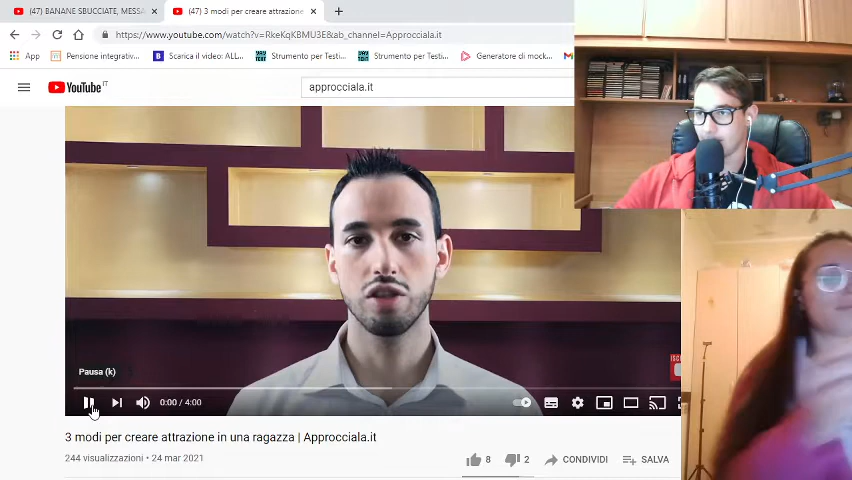 (47) BANANE SBUCCIATE, MESSA
(47) 3 modi per creare attrazione
https://www.youtube.com/watch?v=RkeKqKBMU3E&ab_channel=Approcciala.it
App
Pensione integrativ...
Scarica il video: ALL...
Strumento per Testi...
Strumento per Testi...
Generatore di mock...
YouTube IT
approcciala.it
Pausa (k)
0:00 / 4:00
3 modi per creare attrazione in una ragazza | Approcciala.it
244 visualizzazioni • 24 mar 2021
8
2
CONDIVIDI
SALVA